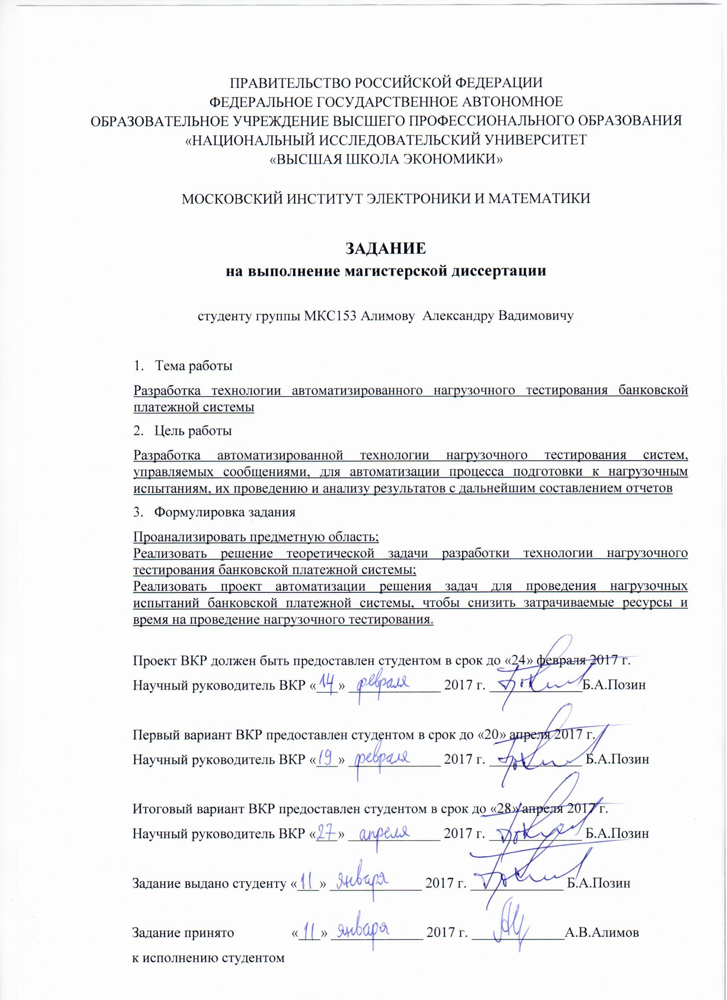 ПРАВИТЕЛЬСТВО РОССИЙСКОЙ ФЕДЕРАЦИИ
ФЕДЕРАЛЬНОЕ ГОСУДАРСТВЕННОЕ АВТОНОМНОЕ
ОБРАЗОВАТЕЛЬНОЕ УЧРЕЖДЕНИЕ ВЫСШЕГО ПРОФЕССИОНАЛЬНОГО ОБРАЗОВАНИЯ
«НАЦИОНАЛЬНЫЙ ИССЛЕДОВАТЕЛЬСКИЙ УНИВЕРСИТЕТ
«ВЫСШАЯ ШКОЛА ЭКОНОМИКИ»
МОСКОВСКИЙ ИНСТИТУТ ЭЛЕКТРОНИКИ И МАТЕМАТИКИ
ЗАДАНИЕ
на выполнение магистерской диссертации
студенту группы МКС153 Алимову  Александру Вадимовичу
1. Тема работы
Разработка технологии автоматизированного нагрузочного тестирования банковской
платежной системы
2. Цель работы
Разработка автоматизированной технологии нагрузочного тестирования систем,
управляемых сообщениями, для автоматизации процесса подготовки к нагрузочным
испытаниям, их проведению и анализу результатов с дальнейшим составлением отчетов
3. Формулировка задания
Проанализировать предметную область;
Реализовать решение теоретической задачи разработки технологии нагрузочного
тестирования банковской платежной системы;
Реализовать проект автоматизации решения задач для проведения нагрузочных
испытаний банковской платежной системы, чтобы снизить затрачиваемые ресурсы и
время на проведение нагрузочного тестирования.
Проект ВКР должен быть предоставлен студентом в срок до «24» февраля 2017 г.
Научный руководитель ВКР «14» февраля 2017 г. Б.А.Позин
Первый вариант ВКР предоставлен студентом в срок до «20» апреля 2017 г.
Научный руководитель ВКР «19» февраля 2017 г. Б.А.Позин
Итоговый вариант ВКР предоставлен студентом в срок до «28» апреля 2017 г.
Научный руководитель ВКР «27» апреля 2017 г. Б.А.Позин
Задание выдано студенту «11» января 2017 г. Б.А.Позин
Задание принято «11» января 2017 г. А.В.Алимов
к исполнению студентом